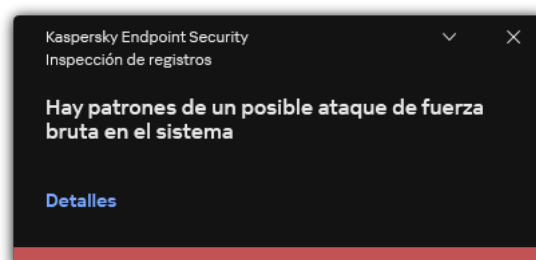 Kaspersky Endpoint Security
Inspección de registros
Hay patrones de un posible ataque de fuerza
bruta en el sistema
Detalles